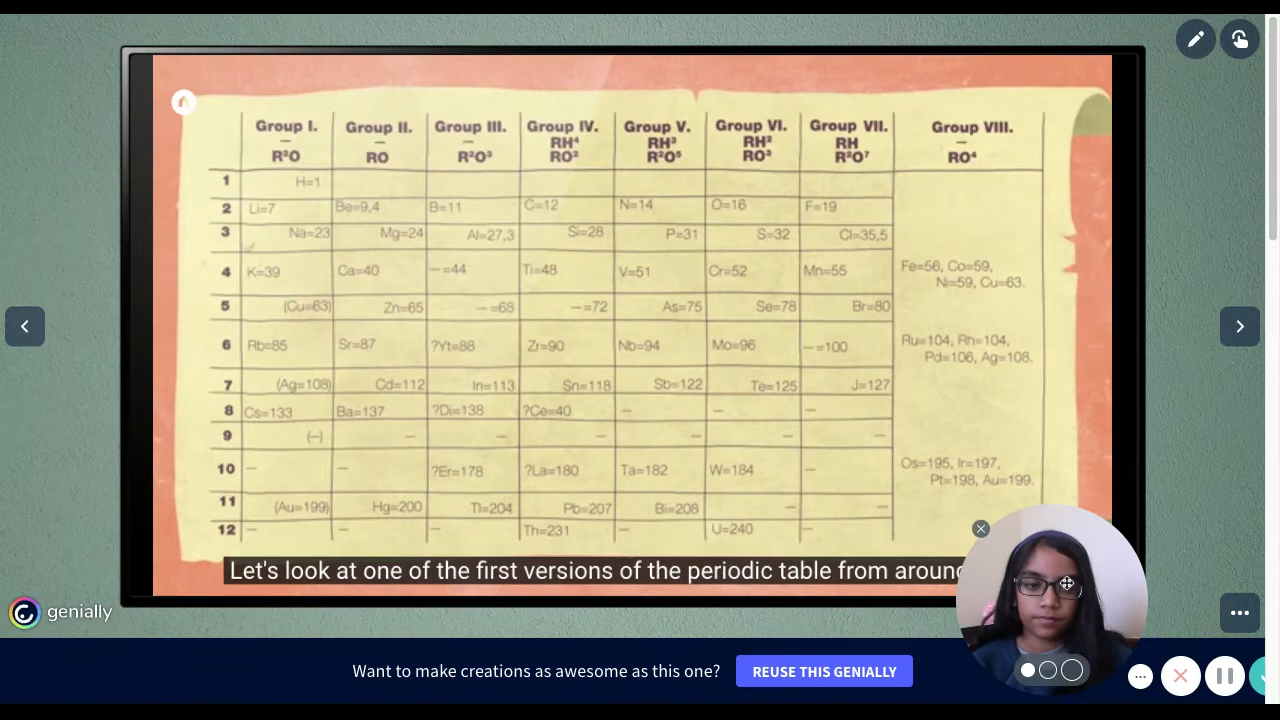 Group I. Group II. Group III. Group IV. Group V. Group VI. Group VII. Group VIII.
– – – RH⁴ RH³ RH² RH –
R²O RO R²O³ RO² R²O⁵ RO³ R²O⁷ RO⁴
1 H=1
2 Li=7 Be=9,4 B=11 C=12 N=14 O=16 F=19
3 Na=23 Mg=24 Al=27,3 Si=28 P=31 S=32 Cl=35,5
4 K=39 Ca=40 –=44 Ti=48 V=51 Cr=52 Mn=55 Fe=56, Co=59,
Ni=59, Cu=63.
5 (Cu=63) Zn=65 –=68 –=72 As=75 Se=78 Br=80
6 Rb=85 Sr=87 ?Yt=88 Zr=90 Nb=94 Mo=96 –=100 Ru=104, Rh=104,
Pd=106, Ag=108.
7 (Ag=108) Cd=112 In=113 Sn=118 Sb=122 Te=125 J=127
8 Cs=133 Ba=137 ?Di=138 ?Ce=40 – – –
9 (–) – – – – – –
10 – – ?Er=178 ?La=180 Ta=182 W=184 – Os=195, Ir=197,
Pt=198, Au=199.
11 (Au=199) Hg=200 Tl=204 Pb=207 Bi=208 – –
12 – – – Th=231 – U=240 –
Let's look at one of the first versions of the periodic table from
genially
Want to make creations as awesome as this one? REUSE THIS GENIALLY